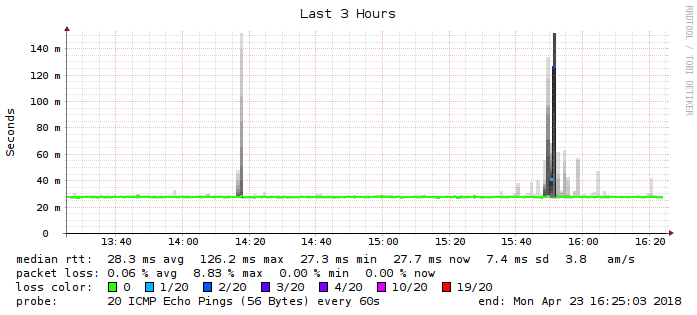 Last 3 Hours
RRDTOOL / TOBI OETIKER
Seconds
140 m
120 m
100 m
80 m
60 m
40 m
20 m
0
13:40 14:00 14:20 14:40 15:00 15:20 15:40 16:00 16:20
median rtt: 28.3 ms avg 126.2 ms max 27.3 ms min 27.7 ms now 7.4 ms sd 3.8 am/s
packet loss: 0.06 % avg 8.83 % max 0.00 % min 0.00 % now
loss color: 0 1/20 2/20 3/20 4/20 10/20 19/20
probe: 20 ICMP Echo Pings (56 Bytes) every 60s end: Mon Apr 23 16:25:03 2018